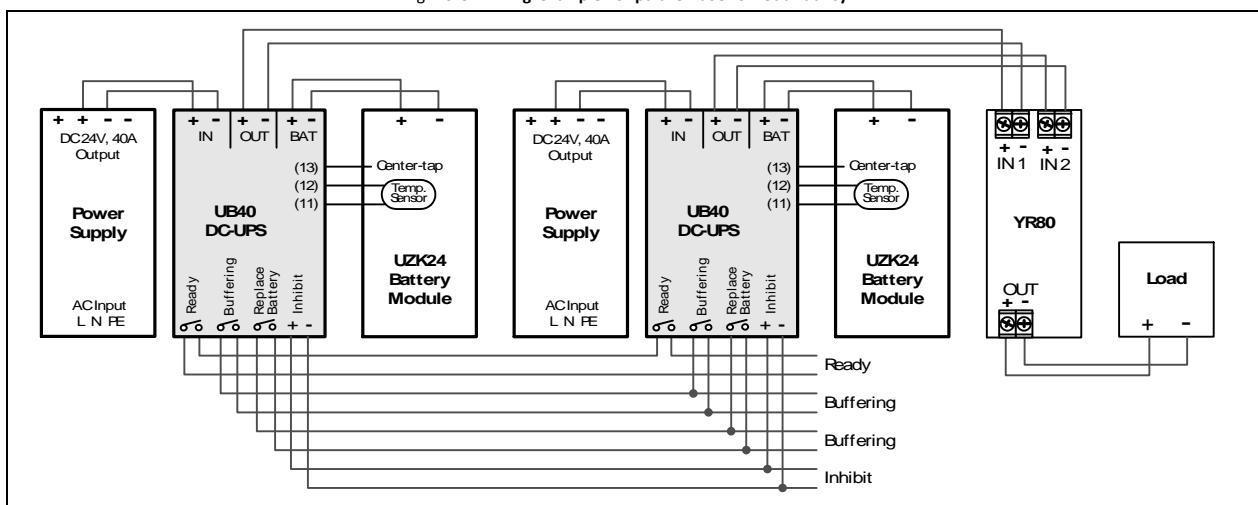 + + - -
DC24V, 40A
Output
Power
Supply
AC Input
L N PE
+ - + - + -
IN OUT BAT
(13)
(12)
(11)
UB40
DC-UPS
Ready
Buffering
Replace
Battery
Inhibit
+ -
+ -
Center-tap
Temp.
Sensor
UZK24
Battery
Module
+ + - -
DC24V, 40A
Output
Power
Supply
AC Input
L N PE
+ - + - + -
IN OUT BAT
(13)
(12)
(11)
UB40
DC-UPS
Ready
Buffering
Replace
Battery
Inhibit
+ -
+ -
Center-tap
Temp.
Sensor
UZK24
Battery
Module
+ - + -
IN 1 IN 2
YR80
OUT
+ -
Load
+ -
Ready
Buffering
Buffering
Inhibit